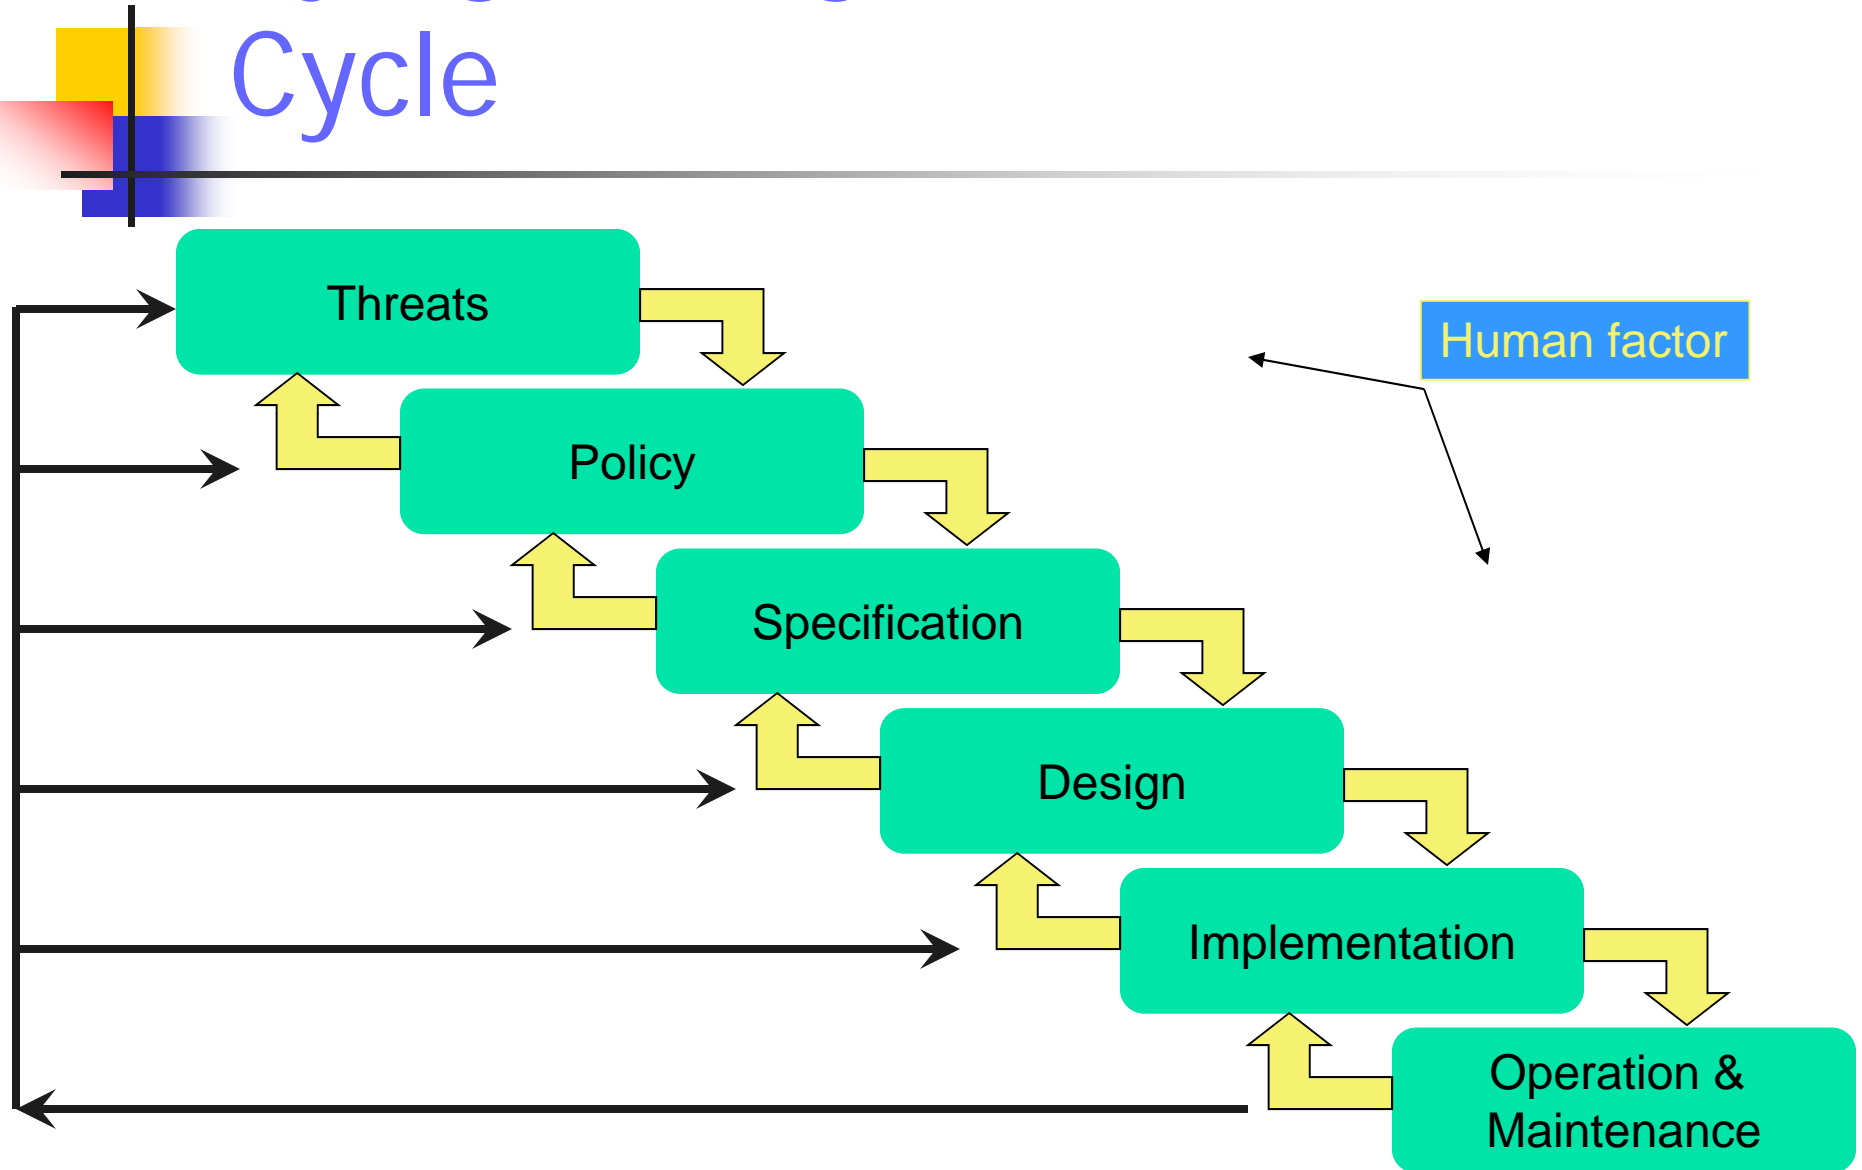 Cycle
Threats
Human factor
Policy
Specification
Design
Implementation
Operation &
Maintenance